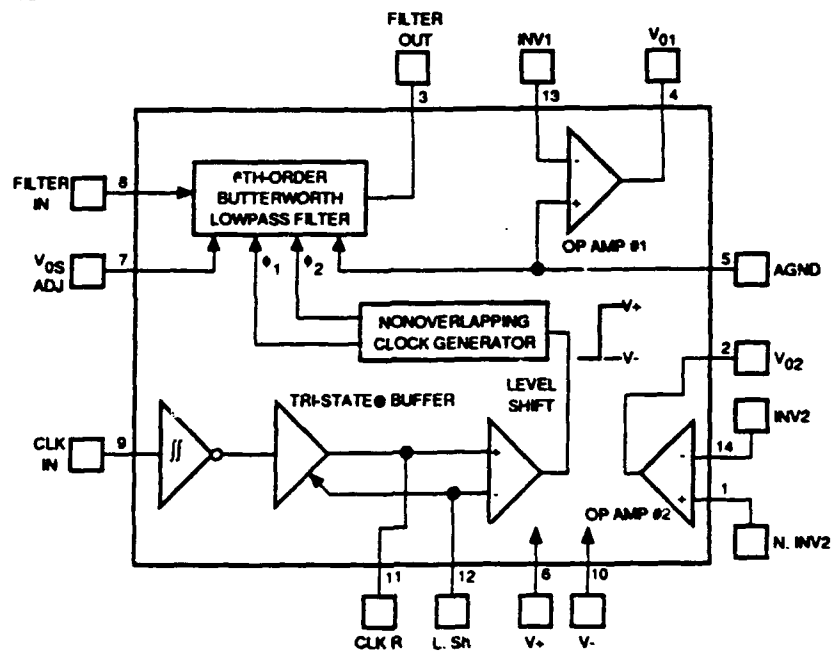 FILTER
OUT
INV1
V01
3
13
4
6TH-ORDER
BUTTERWORTH
LOWPASS FILTER
-
+
OP AMP #1
FILTER
IN
8
V0S
ADJ
7
ϕ1
ϕ2
5
AGND
NONOVERLAPPING
CLOCK GENERATOR
V+
V-
LEVEL
SHIFT
2
V02
TRI-STATE® BUFFER
INV2
CLK
IN
9
+
-
-
14
+
1
OP AMP #2
N. INV2
11
12
6
10
CLK R
L. Sh
V+
V-